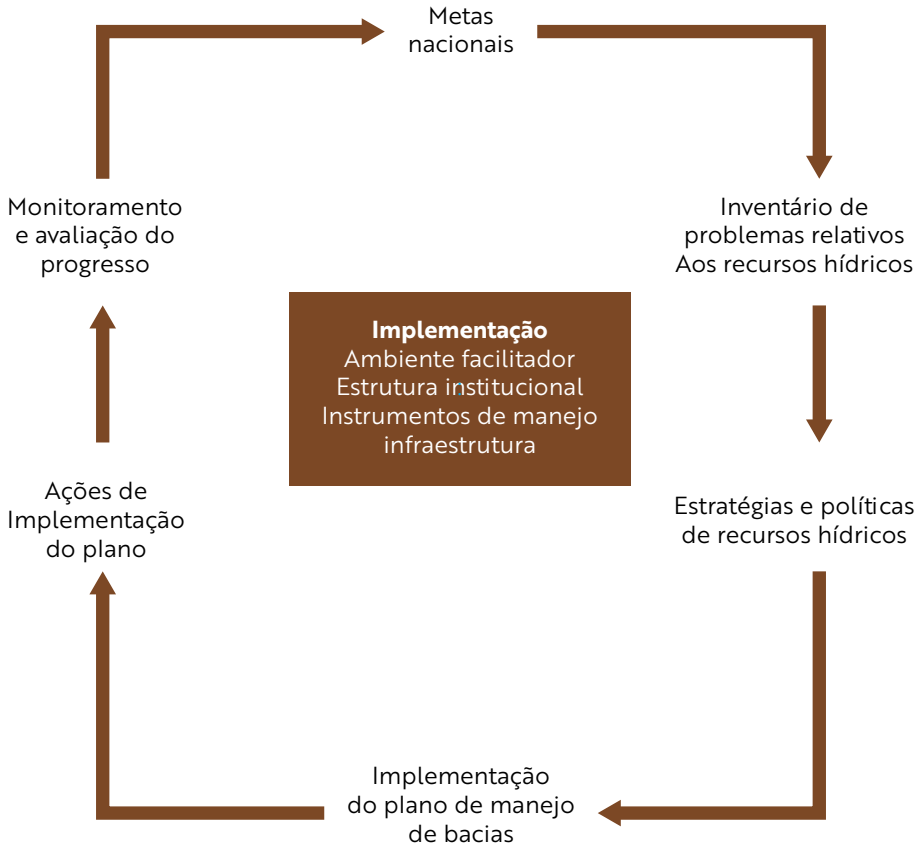 Metas
nacionais
Inventário de
problemas relativos
Aos recursos hídricos
Estratégias e políticas
de recursos hídricos
Implementação
do plano de manejo
de bacias
Ações de
Implementação
do plano
Monitoramento
e avaliação do
progresso
Implementação
Ambiente facilitador
Estrutura institucional
Instrumentos de manejo
infraestrutura